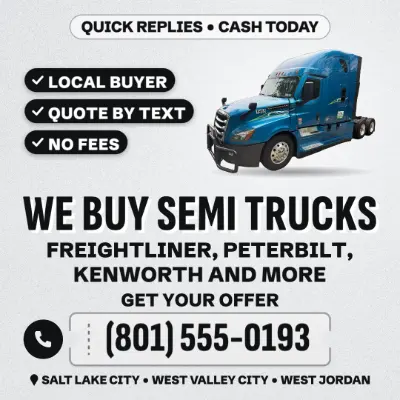 QUICK REPLIES • CASH TODAY
LOCAL BUYER
QUOTE BY TEXT
NO FEES
WE BUY SEMI TRUCKS
FREIGHTLINER, PETERBILT,
KENWORTH AND MORE
GET YOUR OFFER
(801) 555-0193
SALT LAKE CITY • WEST VALLEY CITY • WEST JORDAN